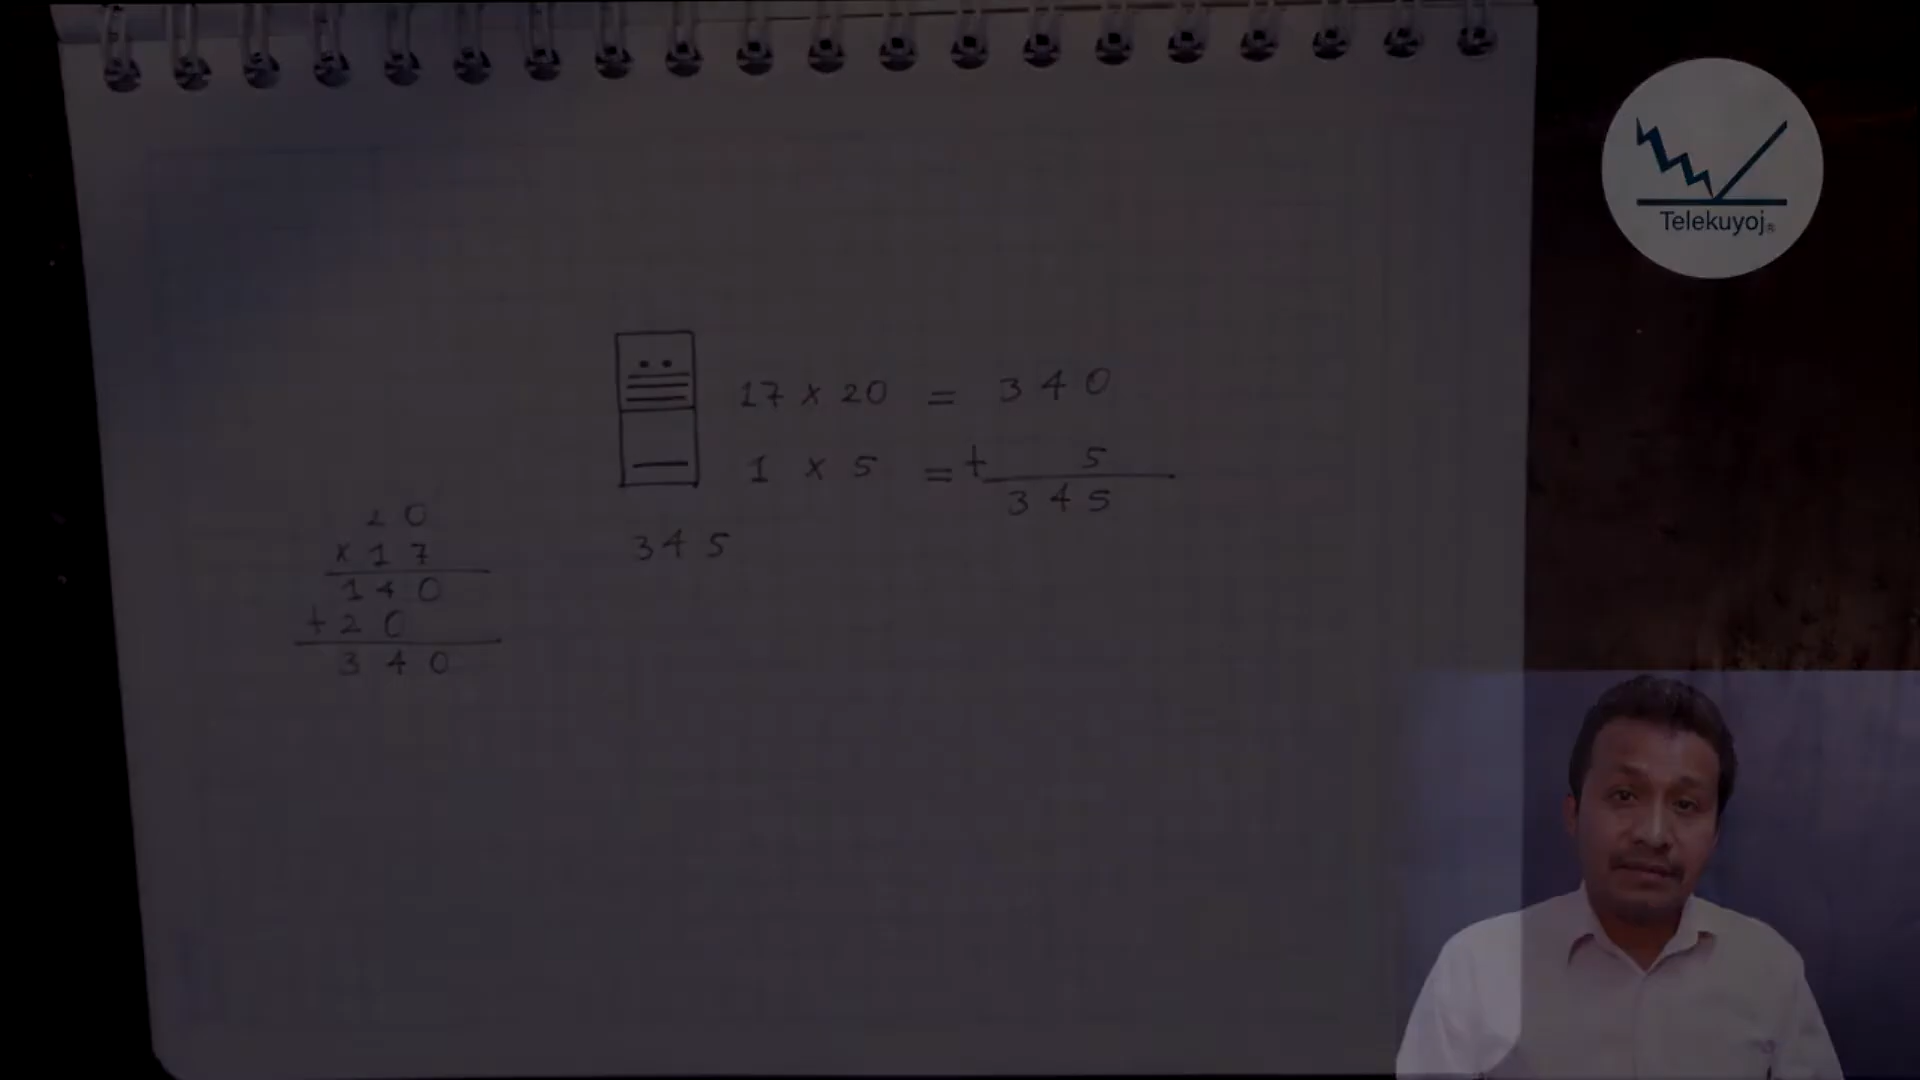 Telekuyoj®
17 x 20 = 340
1 x 5 = + 5
345
345
20
x 17
140
+ 20
340